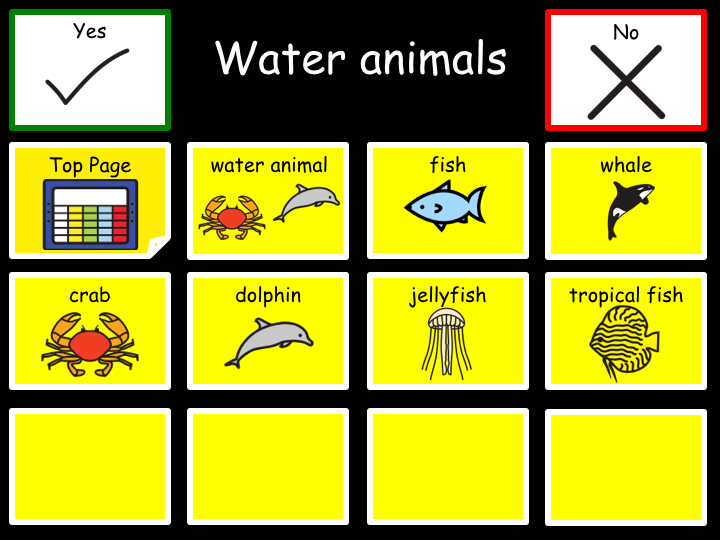 Yes
Water animals
No
Top Page
water animal
fish
whale
crab
dolphin
jellyfish
tropical fish